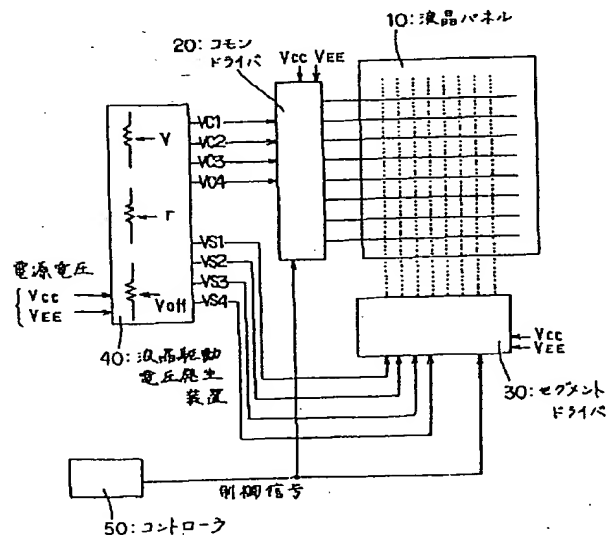 10:液晶パネル
20:コモン
ドライバ
VCC VEE
VC1
VC2
VC3
VC4
V
r
Voff
VS1
VS2
VS3
VS4
電源電圧
VCC
VEE
40:液晶駆動
電圧発生
装置
VCC
VEE
30:セグメント
ドライバ
制御信号
50:コントローラ